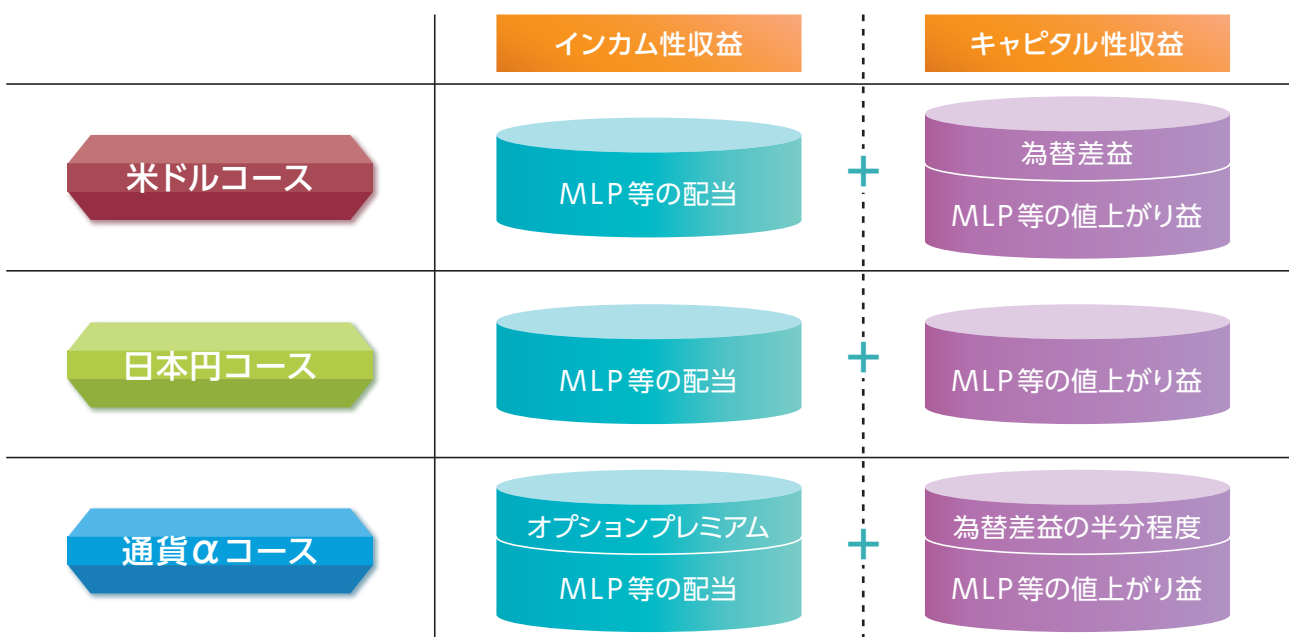 インカム性収益
キャピタル性収益
米ドルコース
MLP等の配当
+
為替差益
MLP等の値上がり益
日本円コース
MLP等の配当
+
MLP等の値上がり益
通貨αコース
オプションプレミアム
MLP等の配当
+
為替差益の半分程度
MLP等の値上がり益